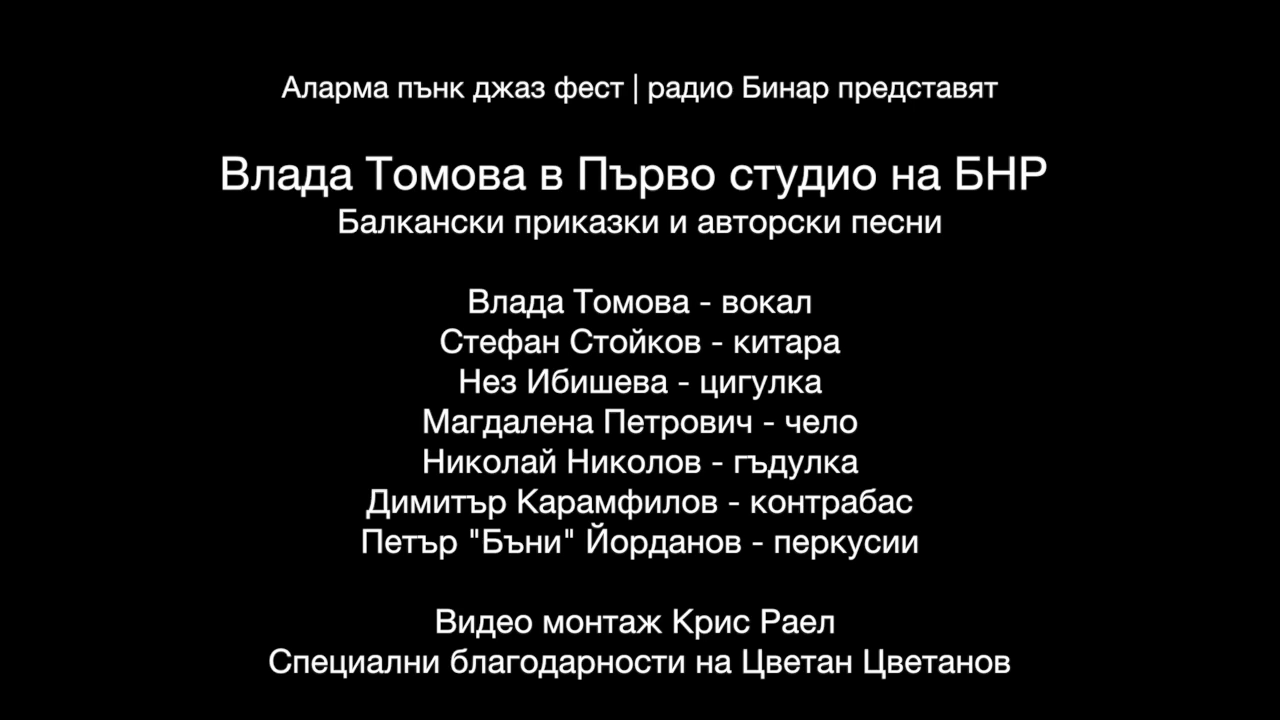 Аларма пънк джаз фест | радио Бинар представят
Влада Томова в Първо студио на БНР
Балкански приказки и авторски песни
Влада Томова - вокал
Стефан Стойков - китара
Нез Ибишева - цигулка
Магдалена Петрович - чело
Николай Николов - гъдулка
Димитър Карамфилов - контрабас
Петър "Бъни" Йорданов - перкусии
Видео монтаж Крис Раел
Специални благодарности на Цветан Цветанов